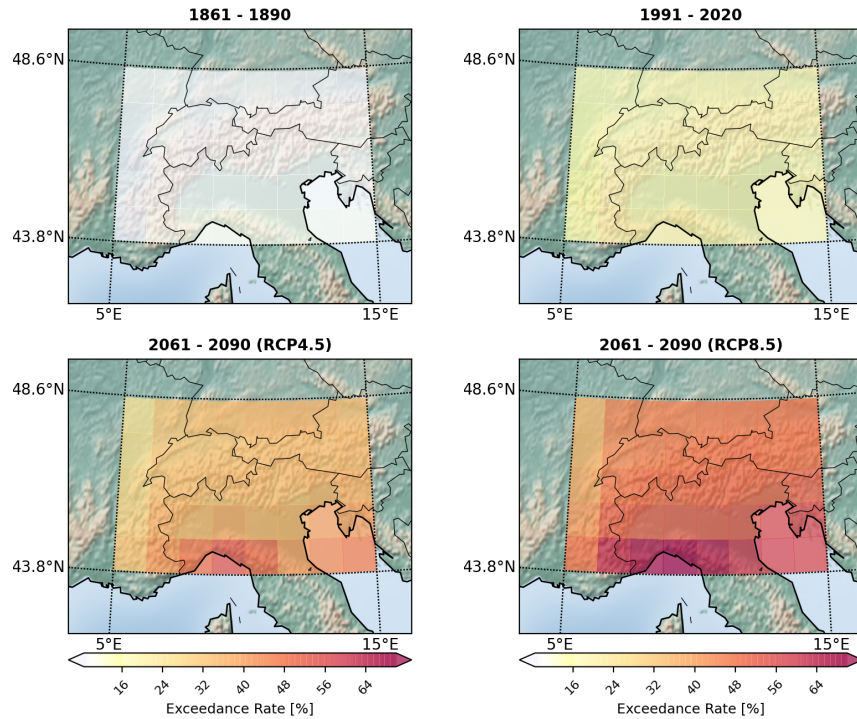 1861 - 1890
1991 - 2020
48.6°N
48.6°N
43.8°N
43.8°N
5°E
15°E
5°E
15°E
2061 - 2090 (RCP4.5)
2061 - 2090 (RCP8.5)
48.6°N
48.6°N
43.8°N
43.8°N
5°E
15°E
5°E
15°E
16 24 32 40 48 56 64
16 24 32 40 48 56 64
Exceedance Rate [%]
Exceedance Rate [%]